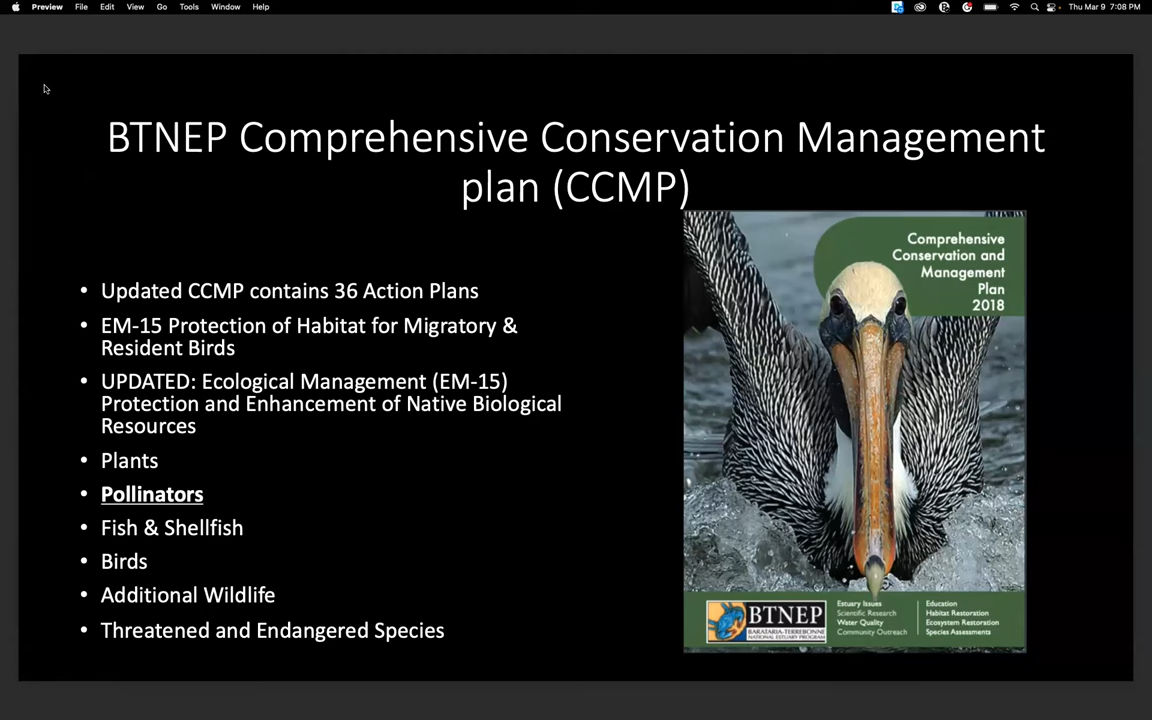 Preview File Edit View Go Tools Window Help
Thu Mar 9 7:08 PM
BTNEP Comprehensive Conservation Management
plan (CCMP)
• Updated CCMP contains 36 Action Plans
• EM-15 Protection of Habitat for Migratory &
Resident Birds
• UPDATED: Ecological Management (EM-15)
Protection and Enhancement of Native Biological
Resources
• Plants
• Pollinators
• Fish & Shellfish
• Birds
• Additional Wildlife
• Threatened and Endangered Species
Comprehensive
Conservation and
Management
Plan
2018
BTNEP
BARATARIA-TERREBONNE
NATIONAL ESTUARY PROGRAM
Estuary Issues
Scientific Research
Water Quality
Community Outreach
Education
Habitat Restoration
Ecosystem Restoration
Species Assessments